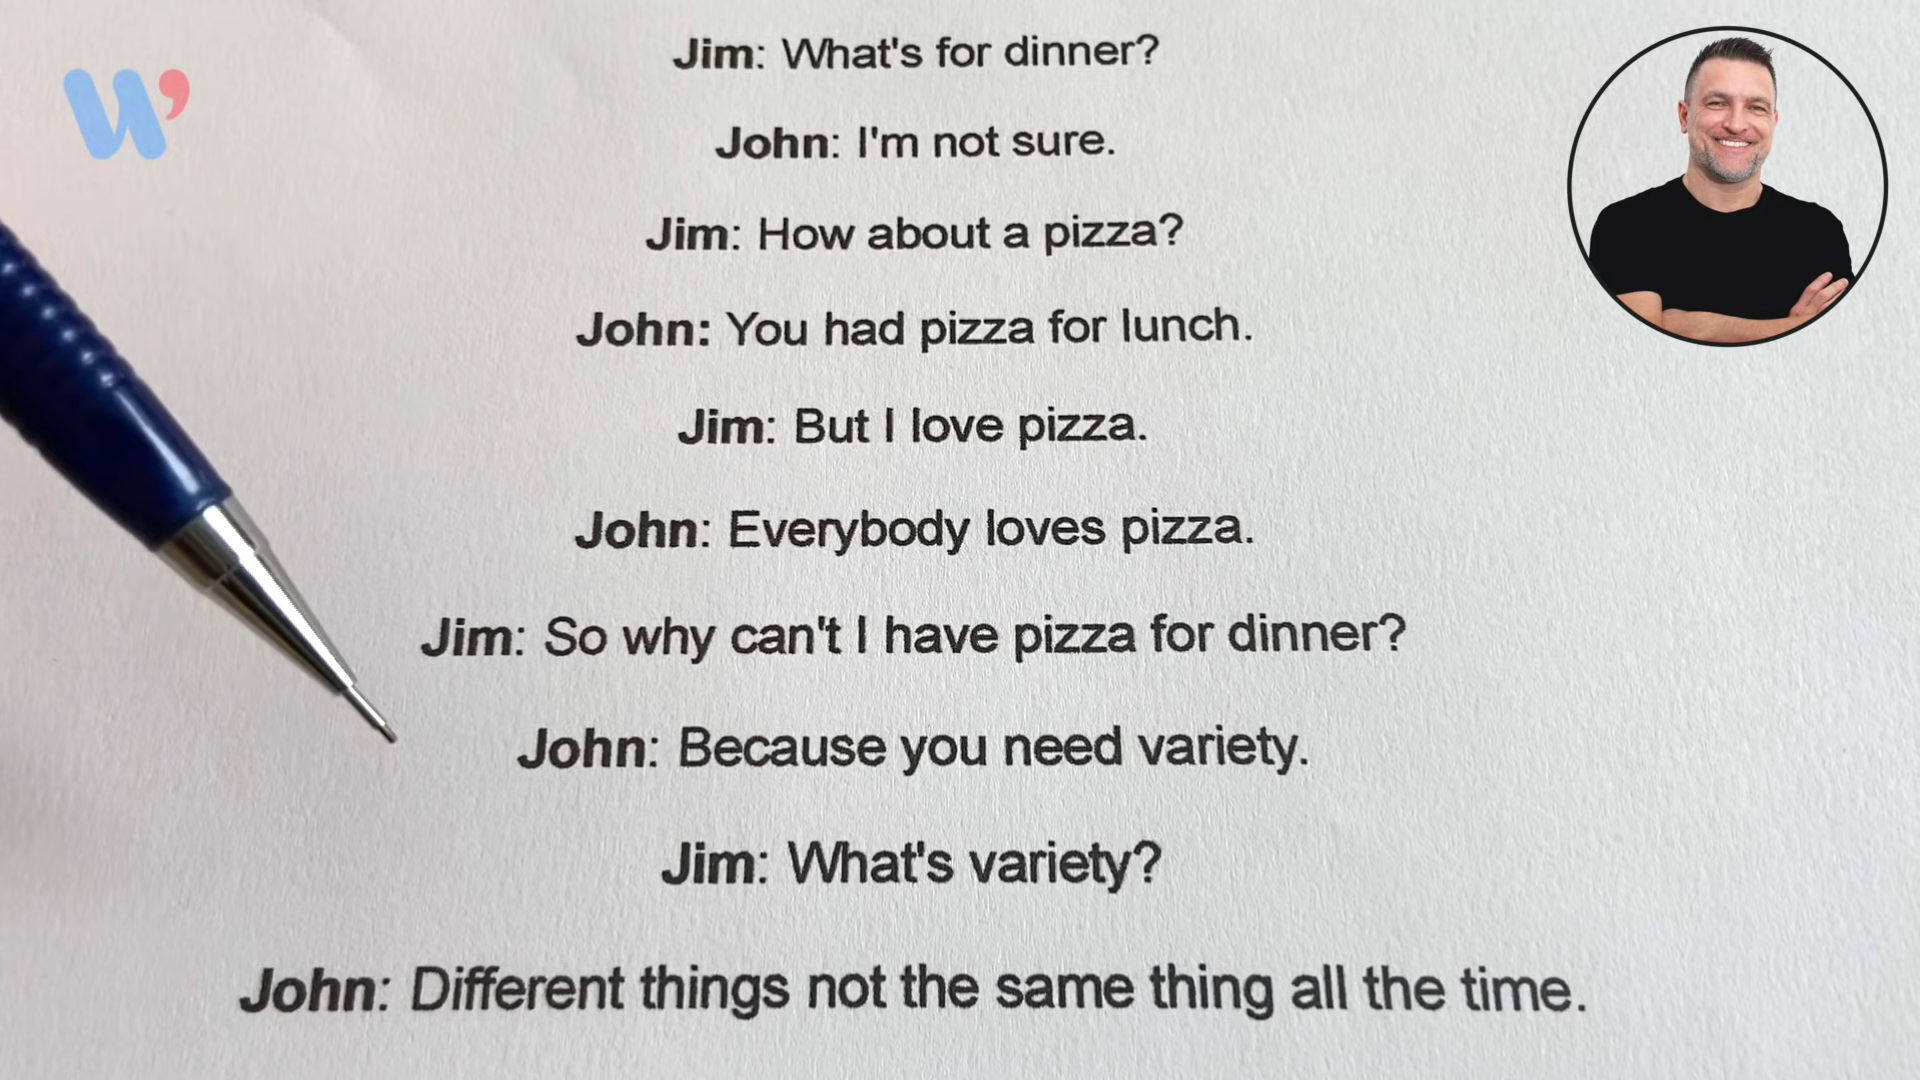 W'
Jim: What's for dinner?
John: I'm not sure.
Jim: How about a pizza?
John: You had pizza for lunch.
Jim: But I love pizza.
John: Everybody loves pizza.
Jim: So why can't I have pizza for dinner?
John: Because you need variety.
Jim: What's variety?
John: Different things not the same thing all the time.